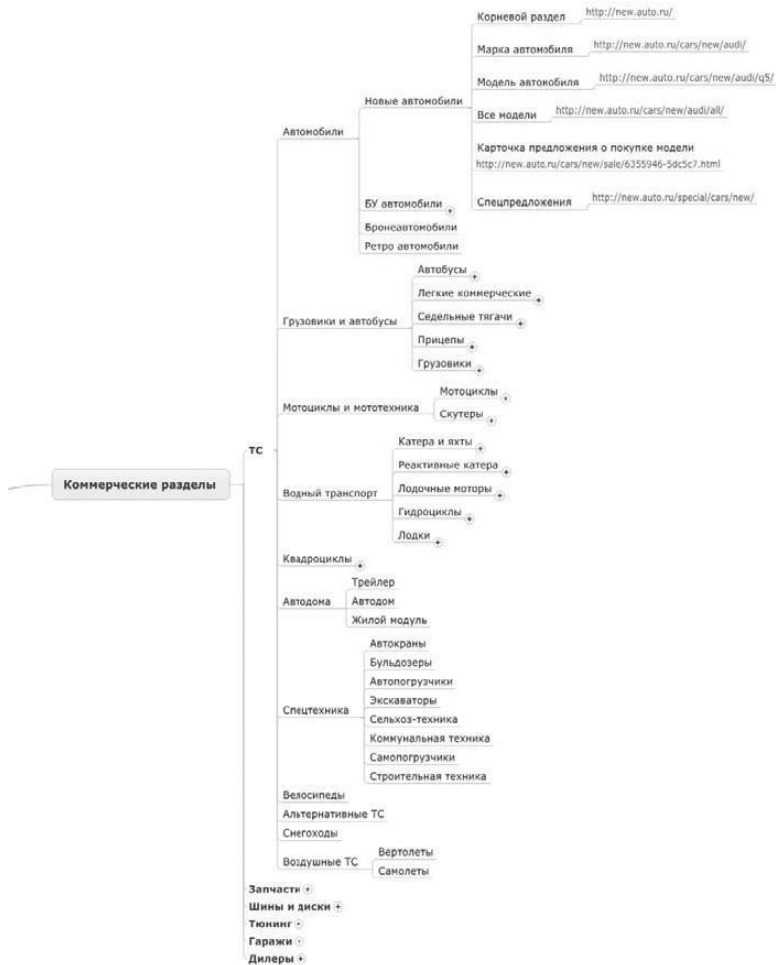 Коммерческие разделы
ТС
Автомобили
Новые автомобили
Корневой раздел
http://new.auto.ru/
Марка автомобиля
http://new.auto.ru/cars/new/audi/
Модель автомобиля
http://new.auto.ru/cars/new/audi/q5/
Все модели
http://new.auto.ru/cars/new/audi/all/
Карточка предложения о покупке модели
http://new.auto.ru/cars/new/sale/6355946-5dc5c7.html
Спецпредложения
http://new.auto.ru/special/cars/new/
БУ автомобили
Бронеавтомобили
Ретро автомобили
Грузовики и автобусы
Автобусы
Легкие коммерческие
Седельные тягачи
Прицепы
Грузовики
Мотоциклы и мототехника
Мотоциклы
Скутеры
Водный транспорт
Катера и яхты
Реактивные катера
Лодочные моторы
Гидроциклы
Лодки
Квадроциклы
Автодома
Трейлер
Автодом
Жилой модуль
Спецтехника
Автокраны
Бульдозеры
Автопогрузчики
Экскаваторы
Сельхоз-техника
Коммунальная техника
Самопогрузчики
Строительная техника
Велосипеды
Альтернативные ТС
Снегоходы
Воздушные ТС
Вертолеты
Самолеты
Запчасти
Шины и диски
Тюнинг
Гаражи
Дилеры